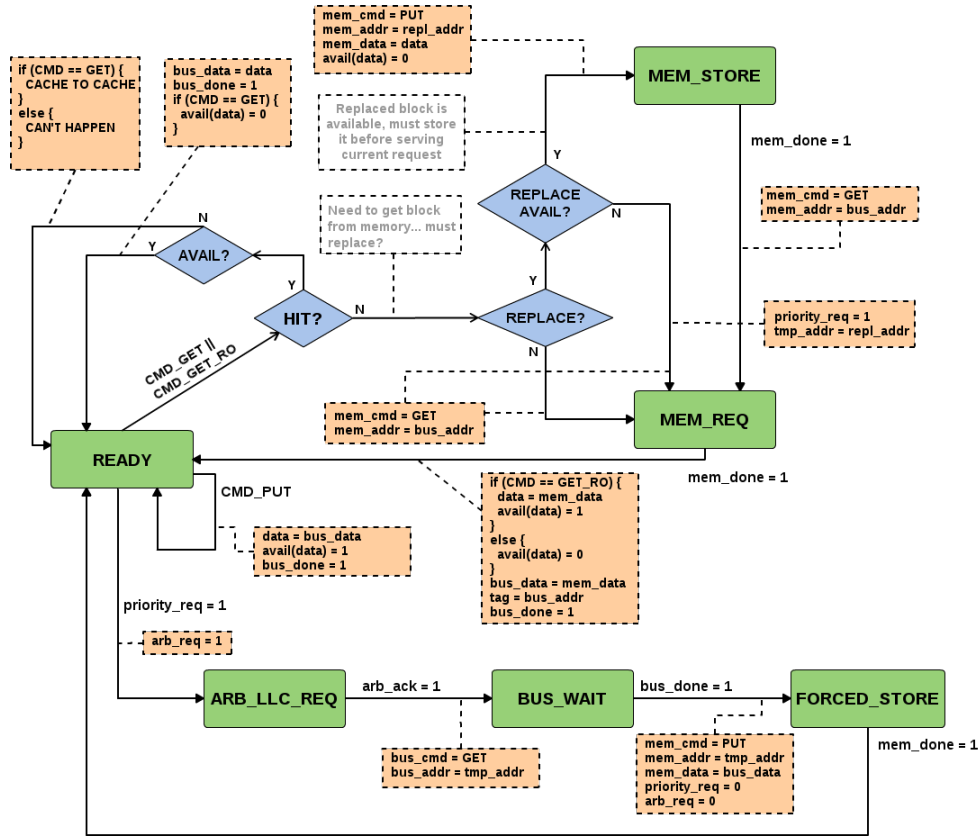 mem_cmd = PUT
mem_addr = repl_addr
mem_data = data
avail(data) = 0
if (CMD == GET) {
CACHE TO CACHE
}
else {
CAN'T HAPPEN
}
bus_data = data
bus_done = 1
if (CMD == GET) {
avail(data) = 0
}
MEM_STORE
Replaced block is
available, must store
it before serving
current request
mem_done = 1
Y
REPLACE
AVAIL?
N
mem_cmd = GET
mem_addr = bus_addr
Need to get block
from memory... must
replace?
N
Y
AVAIL?
Y
Y
HIT?
N
REPLACE?
N
priority_req = 1
tmp_addr = repl_addr
CMD_GET ||
CMD_GET_RO
mem_cmd = GET
mem_addr = bus_addr
MEM_REQ
READY
mem_done = 1
CMD_PUT
if (CMD == GET_RO) {
data = mem_data
avail(data) = 1
}
else {
avail(data) = 0
}
bus_data = mem_data
tag = bus_addr
bus_done = 1
data = bus_data
avail(data) = 1
bus_done = 1
priority_req = 1
arb_req = 1
ARB_LLC_REQ
arb_ack = 1
BUS_WAIT
bus_done = 1
FORCED_STORE
bus_cmd = GET
bus_addr = tmp_addr
mem_cmd = PUT
mem_addr = tmp_addr
mem_data = bus_data
priority_req = 0
arb_req = 0
mem_done = 1